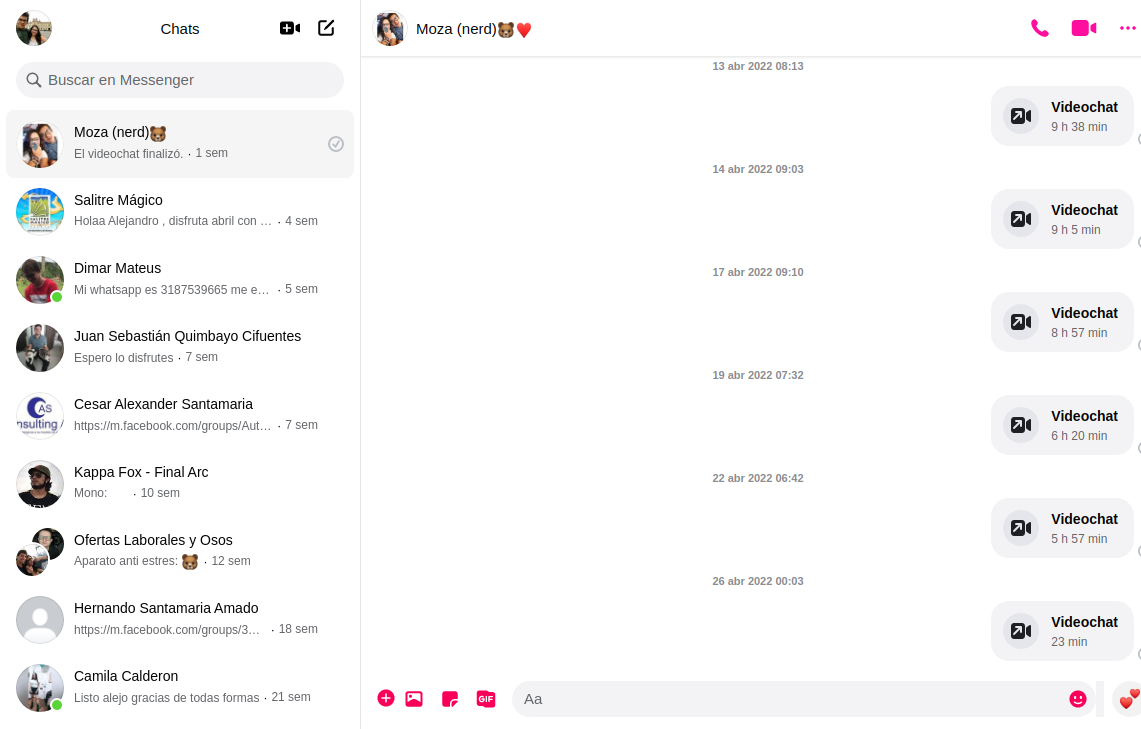 Chats
Buscar en Messenger
Moza (nerd)🐻
El videochat finalizó. · 1 sem
Salitre Mágico
Holaa Alejandro , disfruta abril con … · 4 sem
Dimar Mateus
Mi whatsapp es 3187539665 me e… · 5 sem
Juan Sebastián Quimbayo Cifuentes
Espero lo disfrutes · 7 sem
Cesar Alexander Santamaria
https://m.facebook.com/groups/Aut… · 7 sem
Kappa Fox - Final Arc
Mono: · 10 sem
Ofertas Laborales y Osos
Aparato anti estres: 🐻 · 12 sem
Hernando Santamaria Amado
https://m.facebook.com/groups/3… · 18 sem
Camila Calderon
Listo alejo gracias de todas formas · 21 sem
Moza (nerd)🐻❤️
13 abr 2022 08:13
Videochat
9 h 38 min
14 abr 2022 09:03
Videochat
9 h 5 min
17 abr 2022 09:10
Videochat
8 h 57 min
19 abr 2022 07:32
Videochat
6 h 20 min
22 abr 2022 06:42
Videochat
5 h 57 min
26 abr 2022 00:03
Videochat
23 min
GIF
Aa